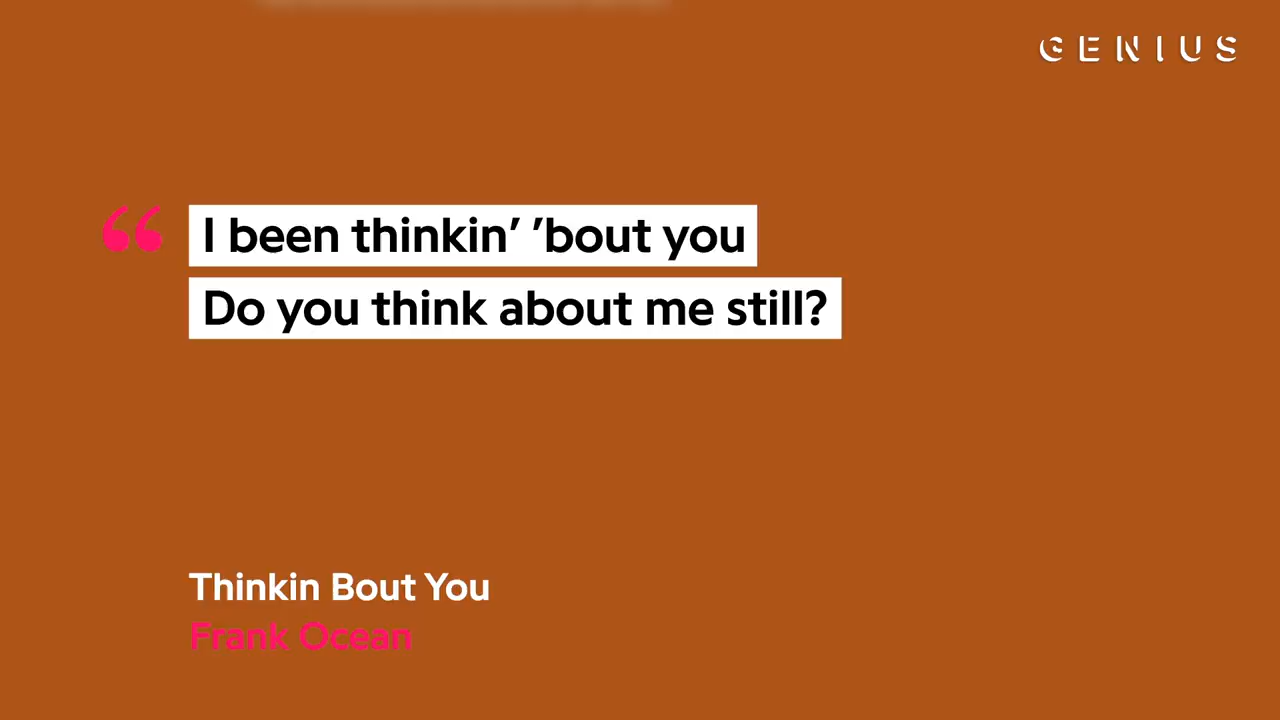 GENIUS
“ I been thinkin’ ’bout you
Do you think about me still?
Thinkin Bout You
Frank Ocean